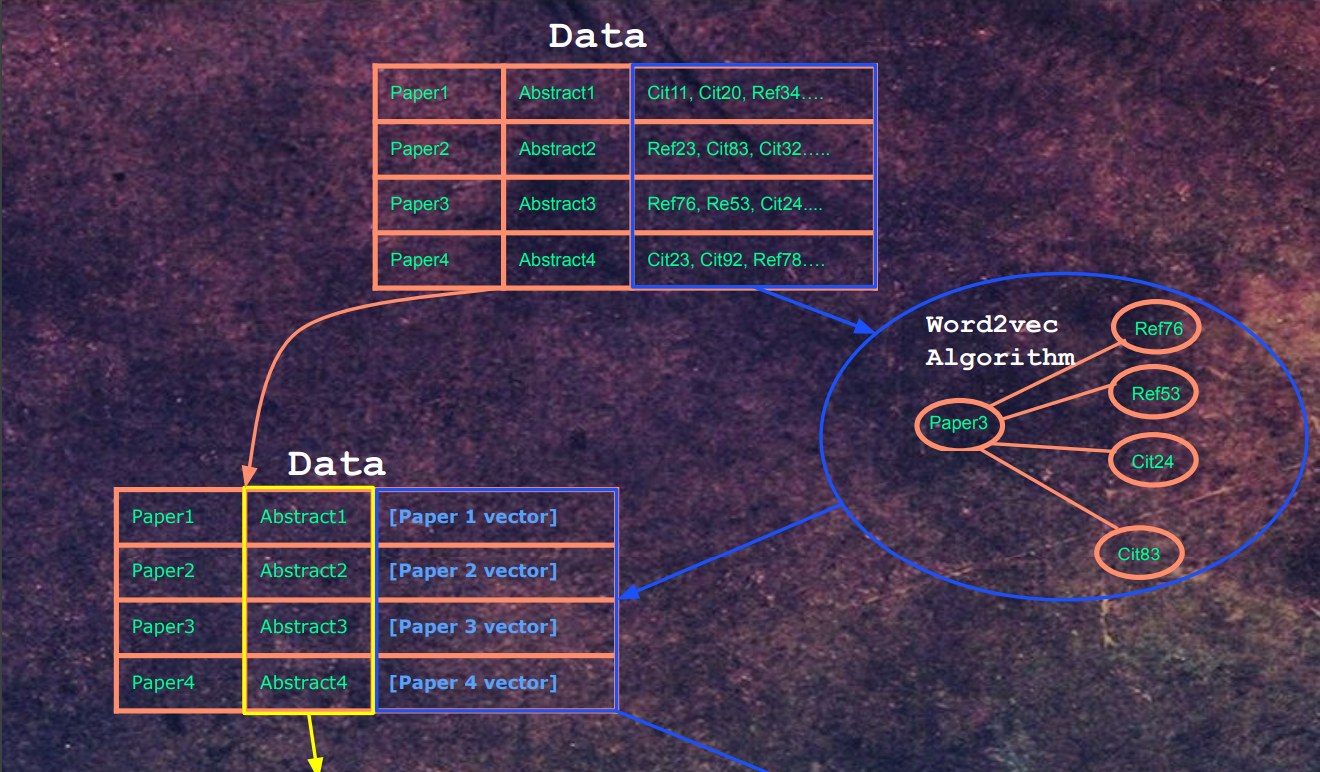 Data
Paper1 Abstract1 Cit11, Cit20, Ref34....
Paper2 Abstract2 Ref23, Cit83, Cit32.....
Paper3 Abstract3 Ref76, Re53, Cit24....
Paper4 Abstract4 Cit23, Cit92, Ref78....
Word2vec
Algorithm
Ref76
Ref53
Paper3
Cit24
Cit83
Data
Paper1 Abstract1 [Paper 1 vector]
Paper2 Abstract2 [Paper 2 vector]
Paper3 Abstract3 [Paper 3 vector]
Paper4 Abstract4 [Paper 4 vector]